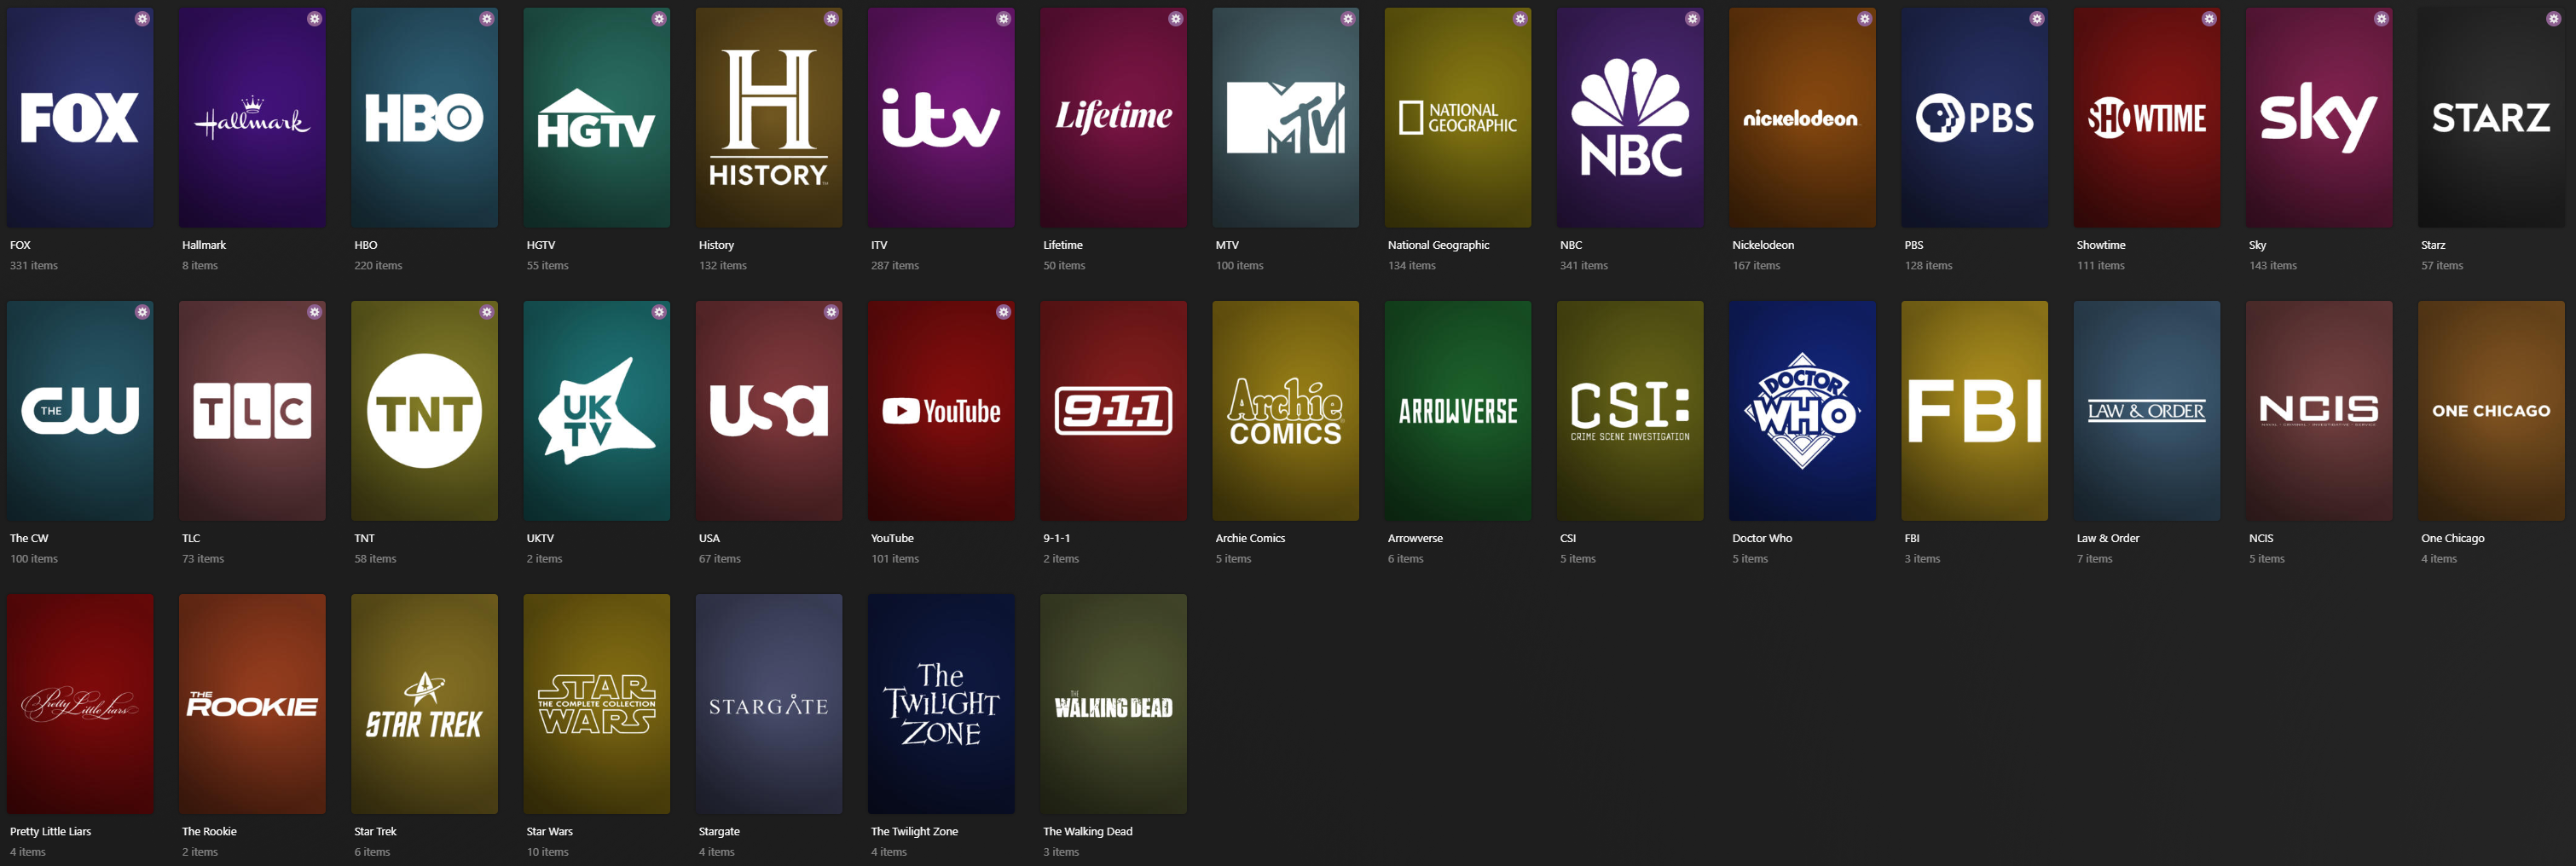 FOX
Hallmark
HBO
HGTV
H
HISTORY
itv
Lifetime
MTV
NATIONAL
GEOGRAPHIC
NBC
nickelodeon
PBS
SHOWTIME
sky
STARZ
FOX
331 items
Hallmark
8 items
HBO
220 items
HGTV
55 items
History
132 items
ITV
287 items
Lifetime
50 items
MTV
100 items
National Geographic
134 items
NBC
341 items
Nickelodeon
167 items
PBS
128 items
Showtime
111 items
Sky
143 items
Starz
57 items
THE CW
TLC
TNT
UK
TV
usa
YouTube
9-1-1
Archie
COMICS
ARROWVERSE
CSI:
CRIME SCENE INVESTIGATION
DOCTOR
WHO
FBI
LAW & ORDER
NCIS
NAVAL · CRIMINAL · INVESTIGATIVE · SERVICE
ONE CHICAGO
The CW
100 items
TLC
73 items
TNT
58 items
UKTV
2 items
USA
67 items
YouTube
101 items
9-1-1
2 items
Archie Comics
5 items
Arrowverse
6 items
CSI
5 items
Doctor Who
5 items
FBI
3 items
Law & Order
7 items
NCIS
5 items
One Chicago
4 items
Pretty Little Liars
THE
ROOKIE
STAR TREK
STAR
THE COMPLETE COLLECTION
WARS
STARGATE
The
TWILIGHT
ZONE
THE
WALKING DEAD
Pretty Little Liars
4 items
The Rookie
2 items
Star Trek
6 items
Star Wars
10 items
Stargate
4 items
The Twilight Zone
4 items
The Walking Dead
3 items